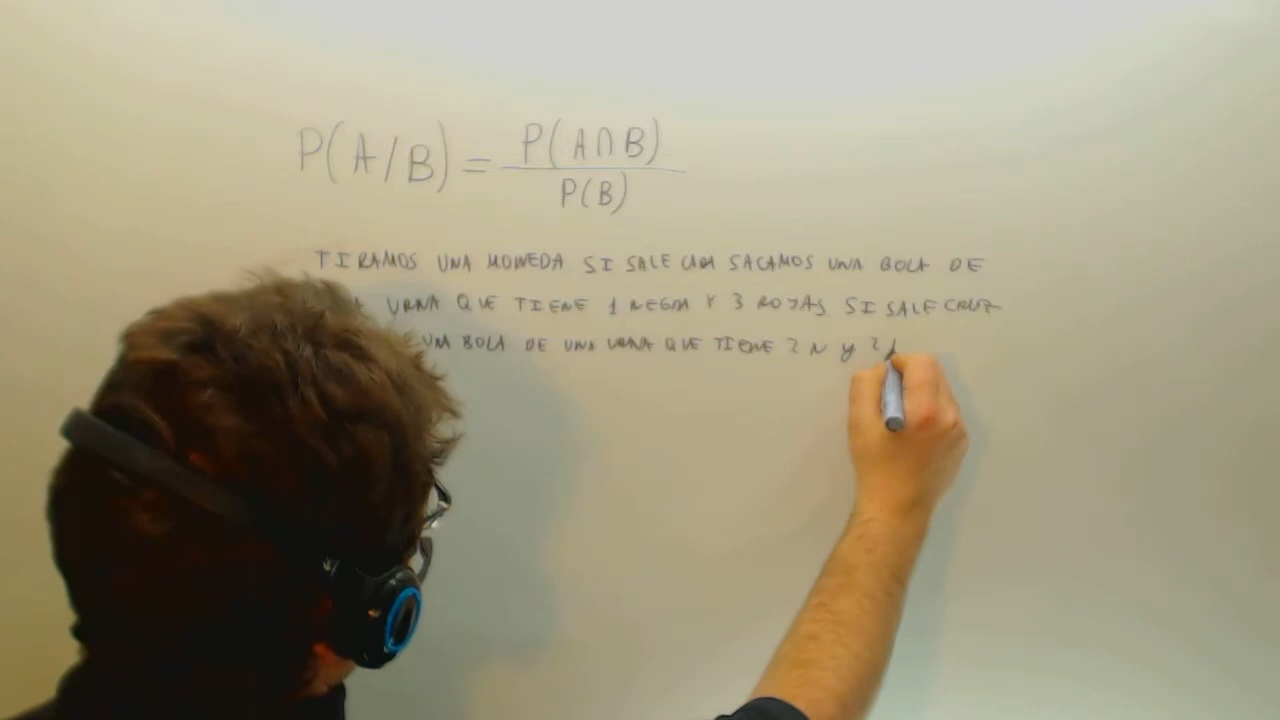 P(A/B) = P(A∩B)
P(B)
TIRAMOS UNA MONEDA SI SALE CARA SACAMOS UNA BOLA DE
URNA QUE TIENE 1 NEGRA Y 3 ROJAS SI SALE CRUZ
UNA BOLA DE UNA URNA QUE TIENE 2 N y 2